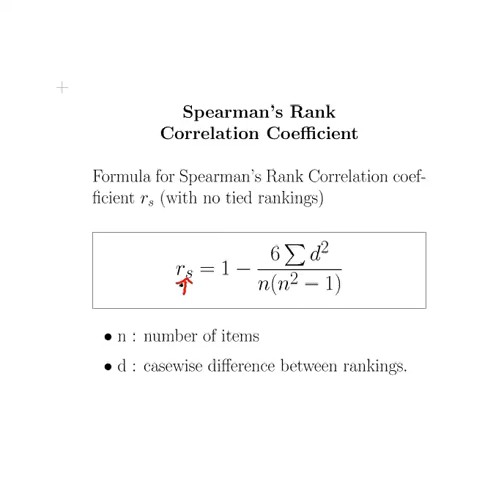 Spearman's Rank
Correlation Coefficient
Formula for Spearman's Rank Correlation coef-
ficient r_s (with no tied rankings)
r_s = 1 − 6 ∑ d² / n(n² − 1)
• n : number of items
• d : casewise difference between rankings.